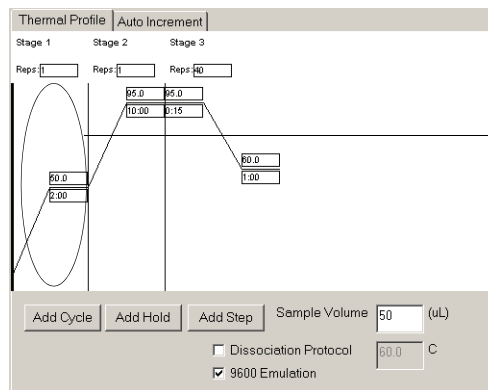 Thermal Profile Auto Increment
Stage 1 Stage 2 Stage 3
Reps: 1 Reps: 1 Reps: 40
95.0 95.0
10:00 0:15
60.0
1:00
50.0
2:00
Add Cycle Add Hold Add Step Sample Volume 50 (uL)
Dissociation Protocol 60.0 C
9600 Emulation